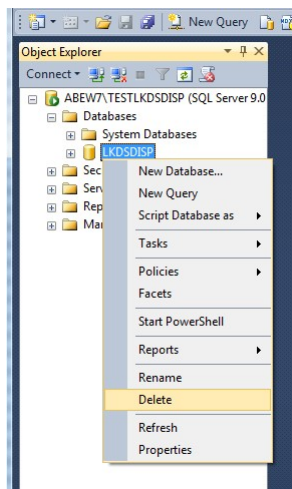 New Query
Object Explorer
Connect
ABEW7\TESTLKDSDISP (SQL Server 9.0
Databases
System Databases
LKDSDISP
Sec
Serv
Rep
Ma
New Database...
New Query
Script Database as
Tasks
Policies
Facets
Start PowerShell
Reports
Rename
Delete
Refresh
Properties